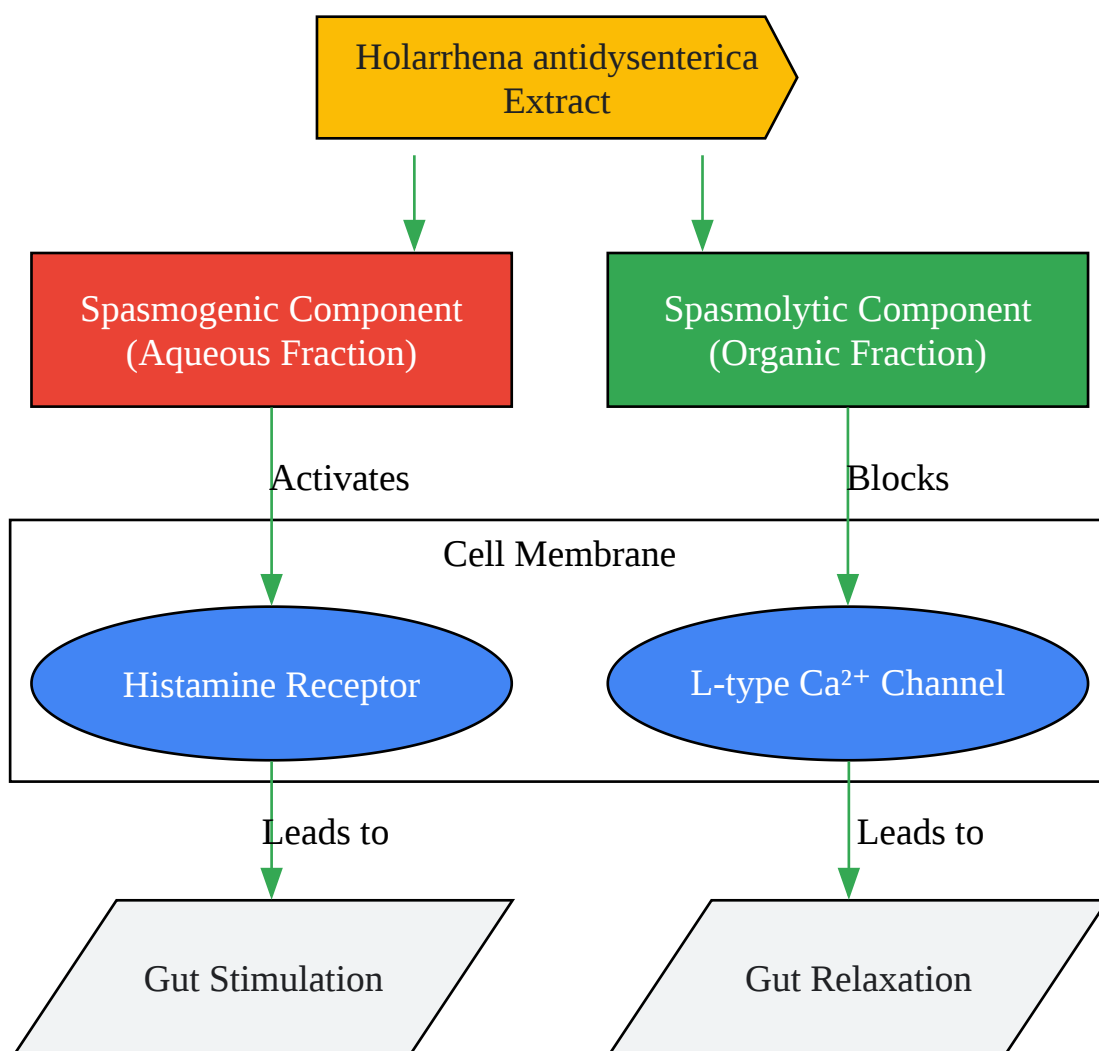 Holarrhena antidysenterica
Extract
Spasmogenic Component
(Aqueous Fraction)
Spasmolytic Component
(Organic Fraction)
Activates
Blocks
Cell Membrane
Histamine Receptor
L-type Ca²⁺ Channel
Leads to
Leads to
Gut Stimulation
Gut Relaxation